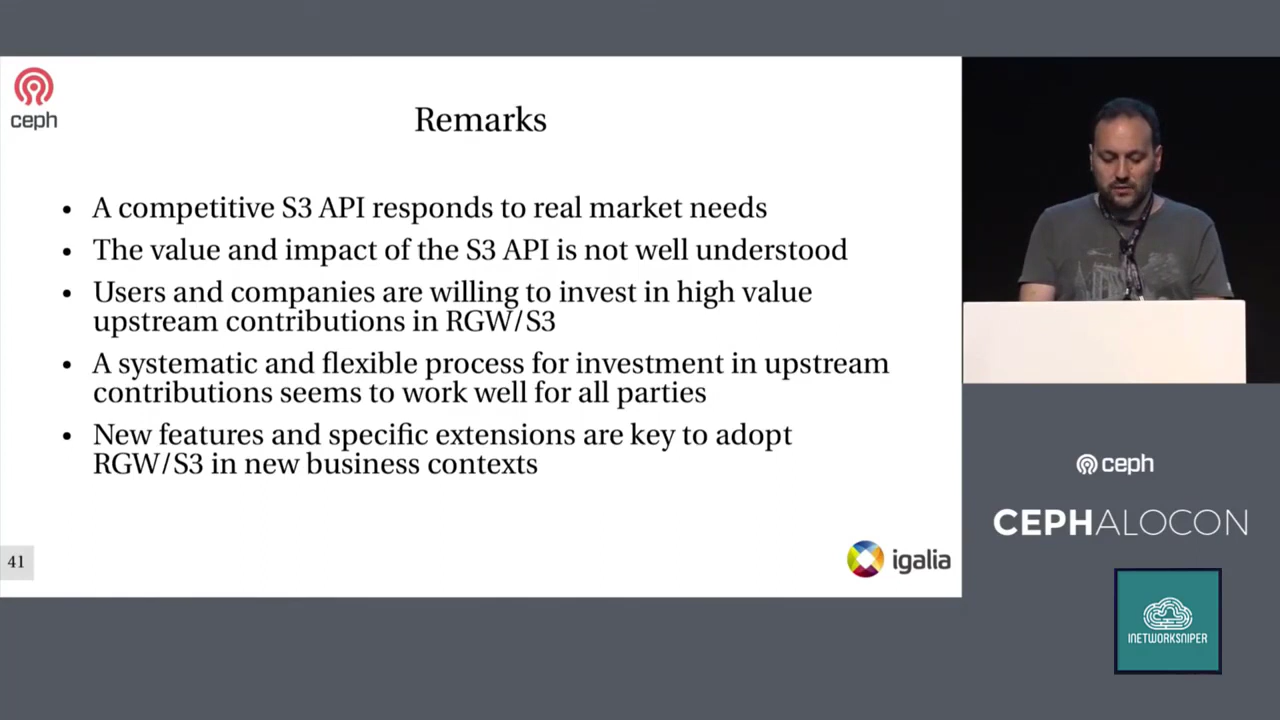 ceph
Remarks
• A competitive S3 API responds to real market needs
• The value and impact of the S3 API is not well understood
• Users and companies are willing to invest in high value
upstream contributions in RGW/S3
• A systematic and flexible process for investment in upstream
contributions seems to work well for all parties
• New features and specific extensions are key to adopt
RGW/S3 in new business contexts
41
igalia
ceph
CEPHALOCON
INETWORKSNIPER